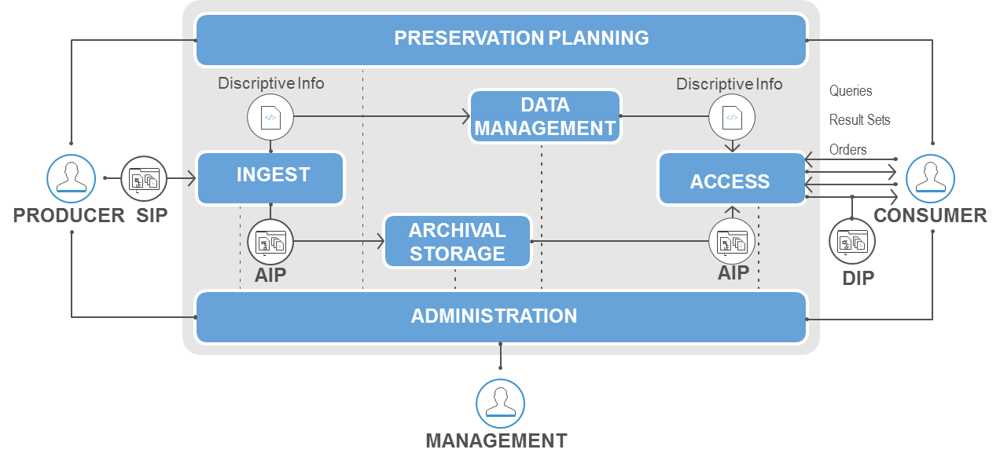 PRESERVATION PLANNING
Discriptive Info
Discriptive Info
DATA
MANAGEMENT
Queries
Result Sets
Orders
INGEST
ACCESS
PRODUCER
SIP
CONSUMER
ARCHIVAL
STORAGE
AIP
AIP
DIP
ADMINISTRATION
MANAGEMENT